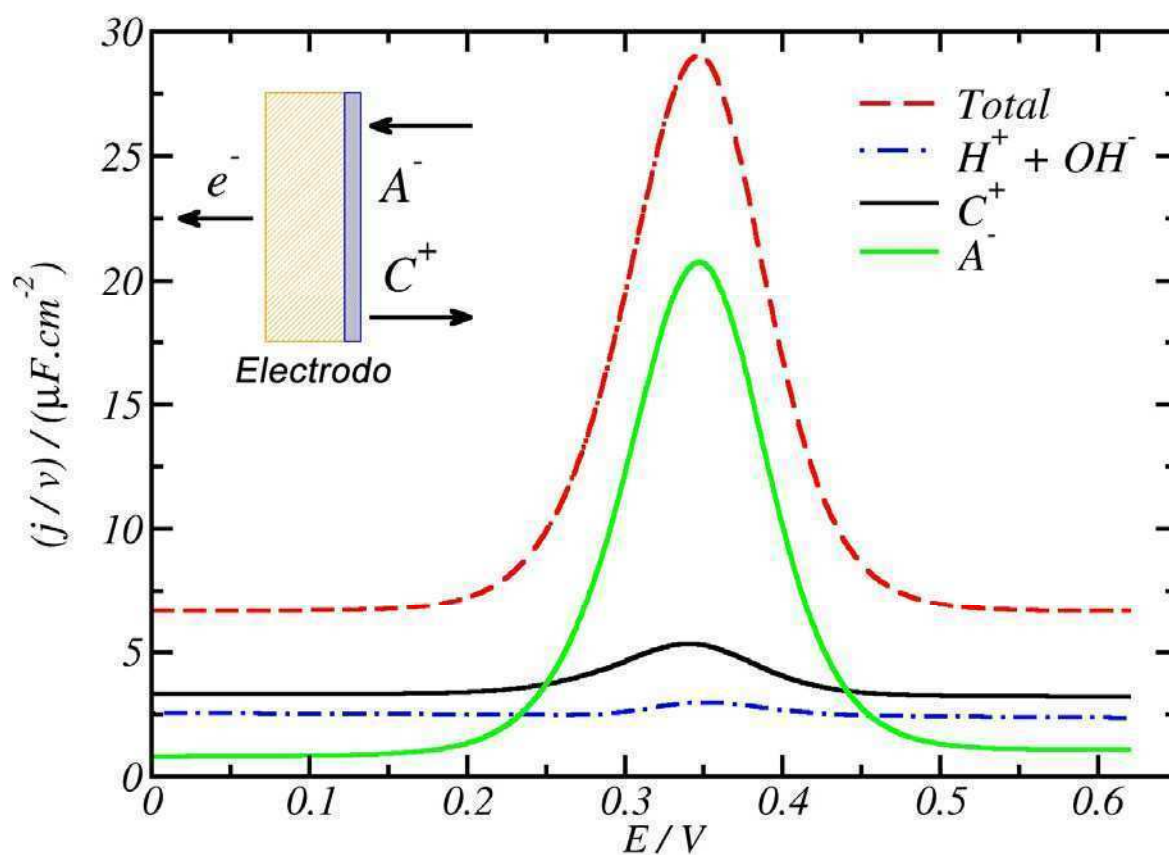 30
25
20
15
10
5
0
(j / v) / (μF.cm⁻²)
e⁻
A⁻
C⁺
Electrodo
Total
H⁺ + OH⁻
C⁺
A⁻
0 0.1 0.2 0.3 0.4 0.5 0.6
E / V